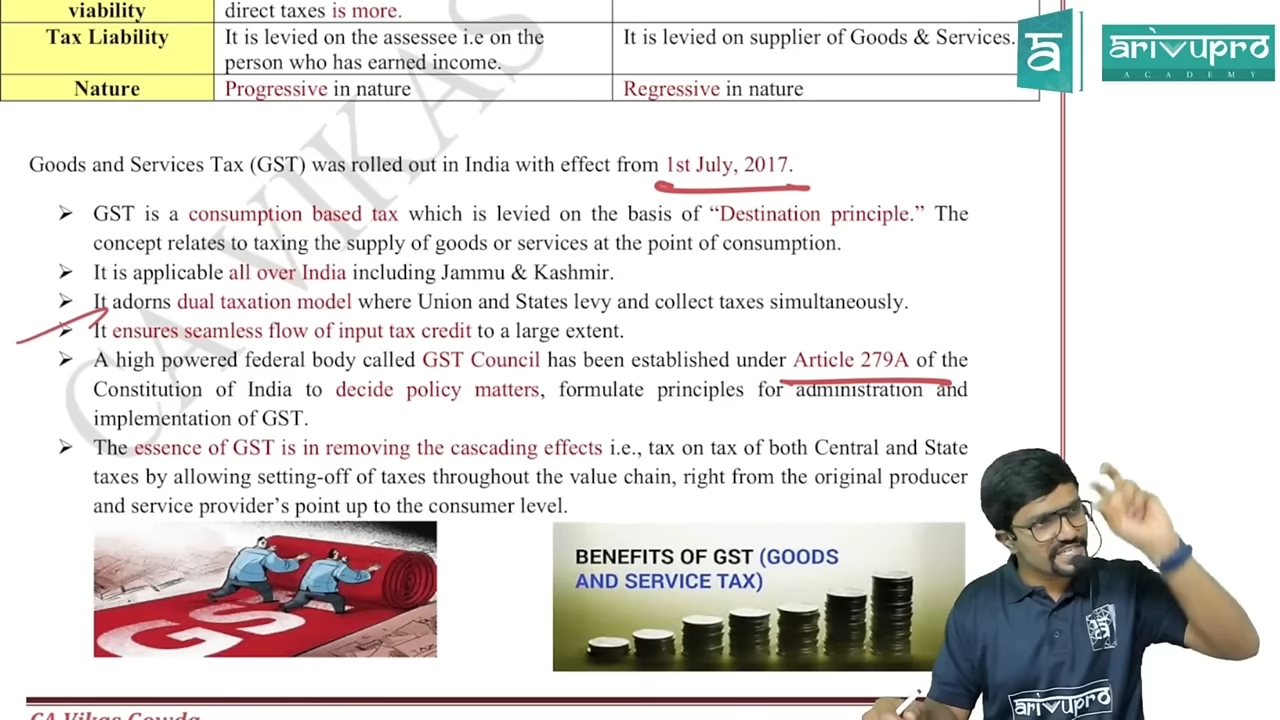 viability direct taxes is more.
Tax Liability It is levied on the assessee i.e on the It is levied on supplier of Goods & Services.
person who has earned income.
Nature Progressive in nature Regressive in nature
arivupro
ACADEMY
Goods and Services Tax (GST) was rolled out in India with effect from 1st July, 2017.
➢ GST is a consumption based tax which is levied on the basis of “Destination principle.” The
concept relates to taxing the supply of goods or services at the point of consumption.
➢ It is applicable all over India including Jammu & Kashmir.
➢ It adorns dual taxation model where Union and States levy and collect taxes simultaneously.
➢ It ensures seamless flow of input tax credit to a large extent.
➢ A high powered federal body called GST Council has been established under Article 279A of the
Constitution of India to decide policy matters, formulate principles for administration and
implementation of GST.
➢ The essence of GST is in removing the cascading effects i.e., tax on tax of both Central and State
taxes by allowing setting-off of taxes throughout the value chain, right from the original producer
and service provider’s point up to the consumer level.
GST
BENEFITS OF GST (GOODS
AND SERVICE TAX)
arivupro
CA Vikas Gowda
CA VIKAS